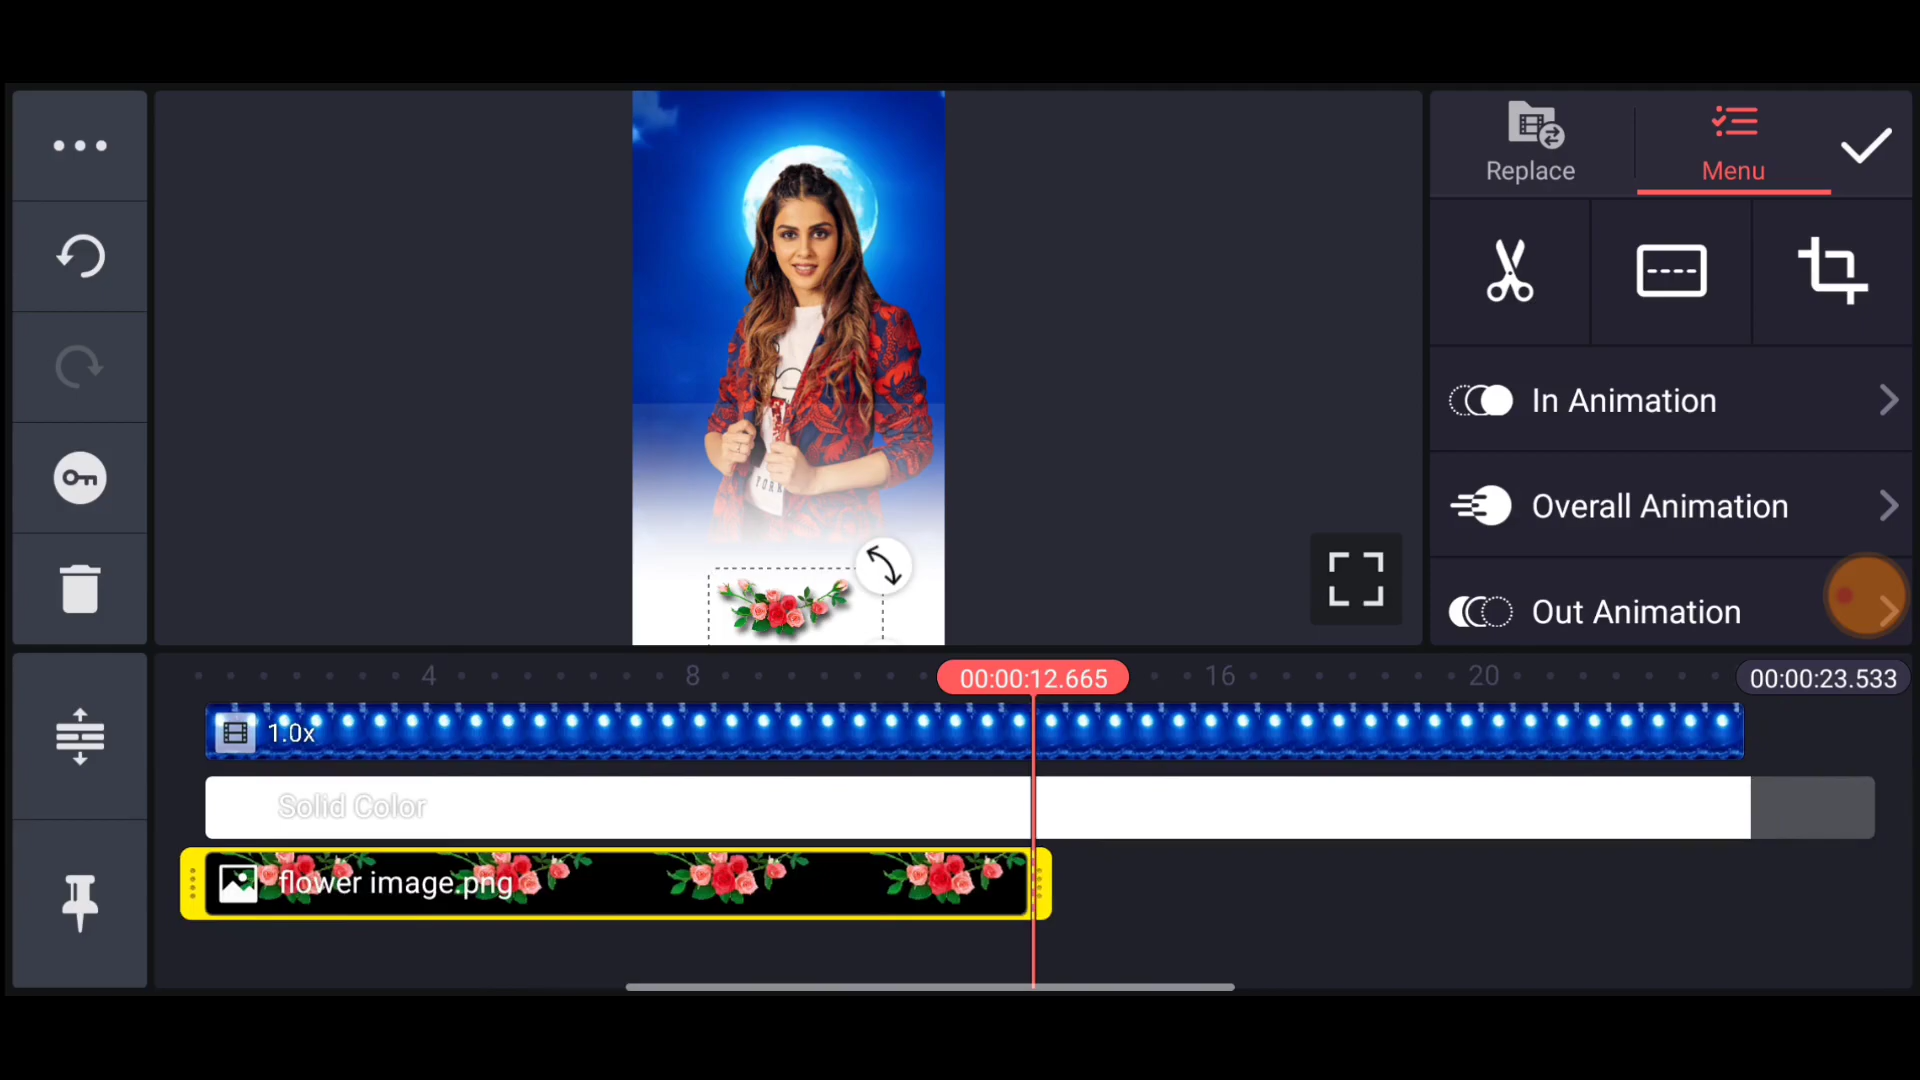 Replace
Menu
In Animation
Overall Animation
Out Animation
YORK
4
8
00:00:12.665
16
20
00:00:23.533
1.0x
Solid Color
flower image.png